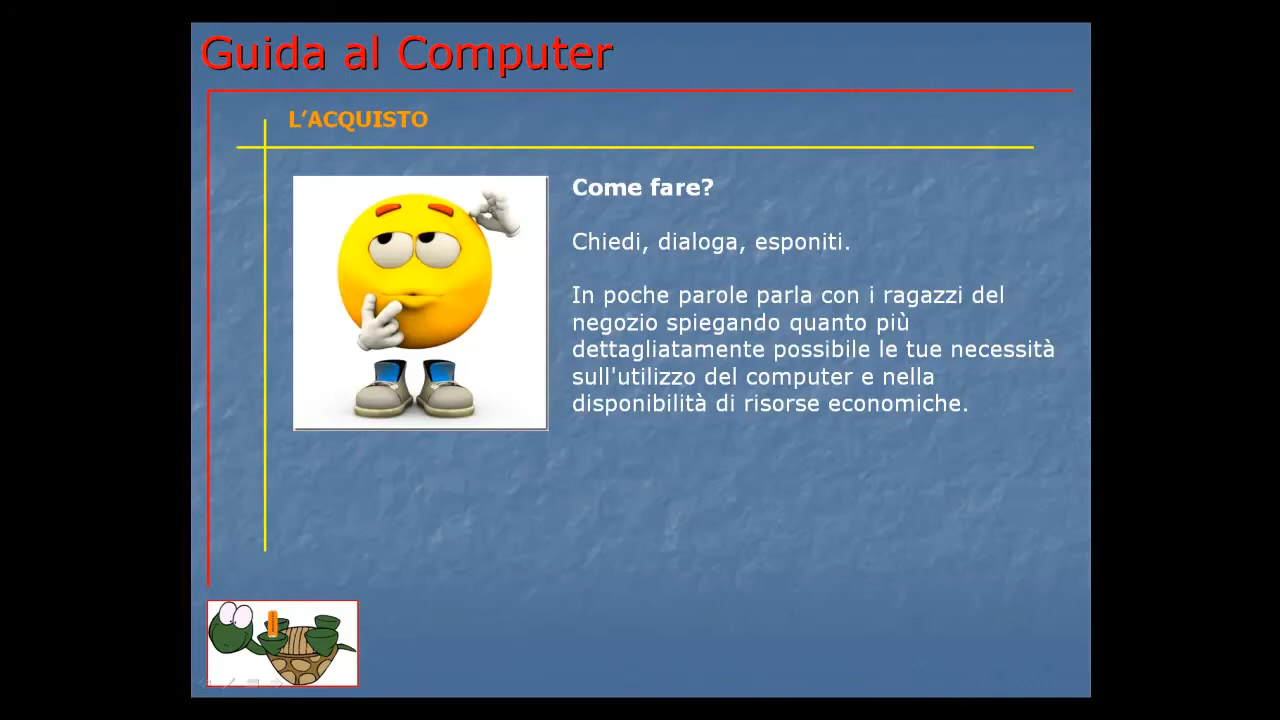 Guida al Computer
L’ACQUISTO
Come fare?
Chiedi, dialoga, esponiti.
In poche parole parla con i ragazzi del
negozio spiegando quanto più
dettagliatamente possibile le tue necessità
sull'utilizzo del computer e nella
disponibilità di risorse economiche.